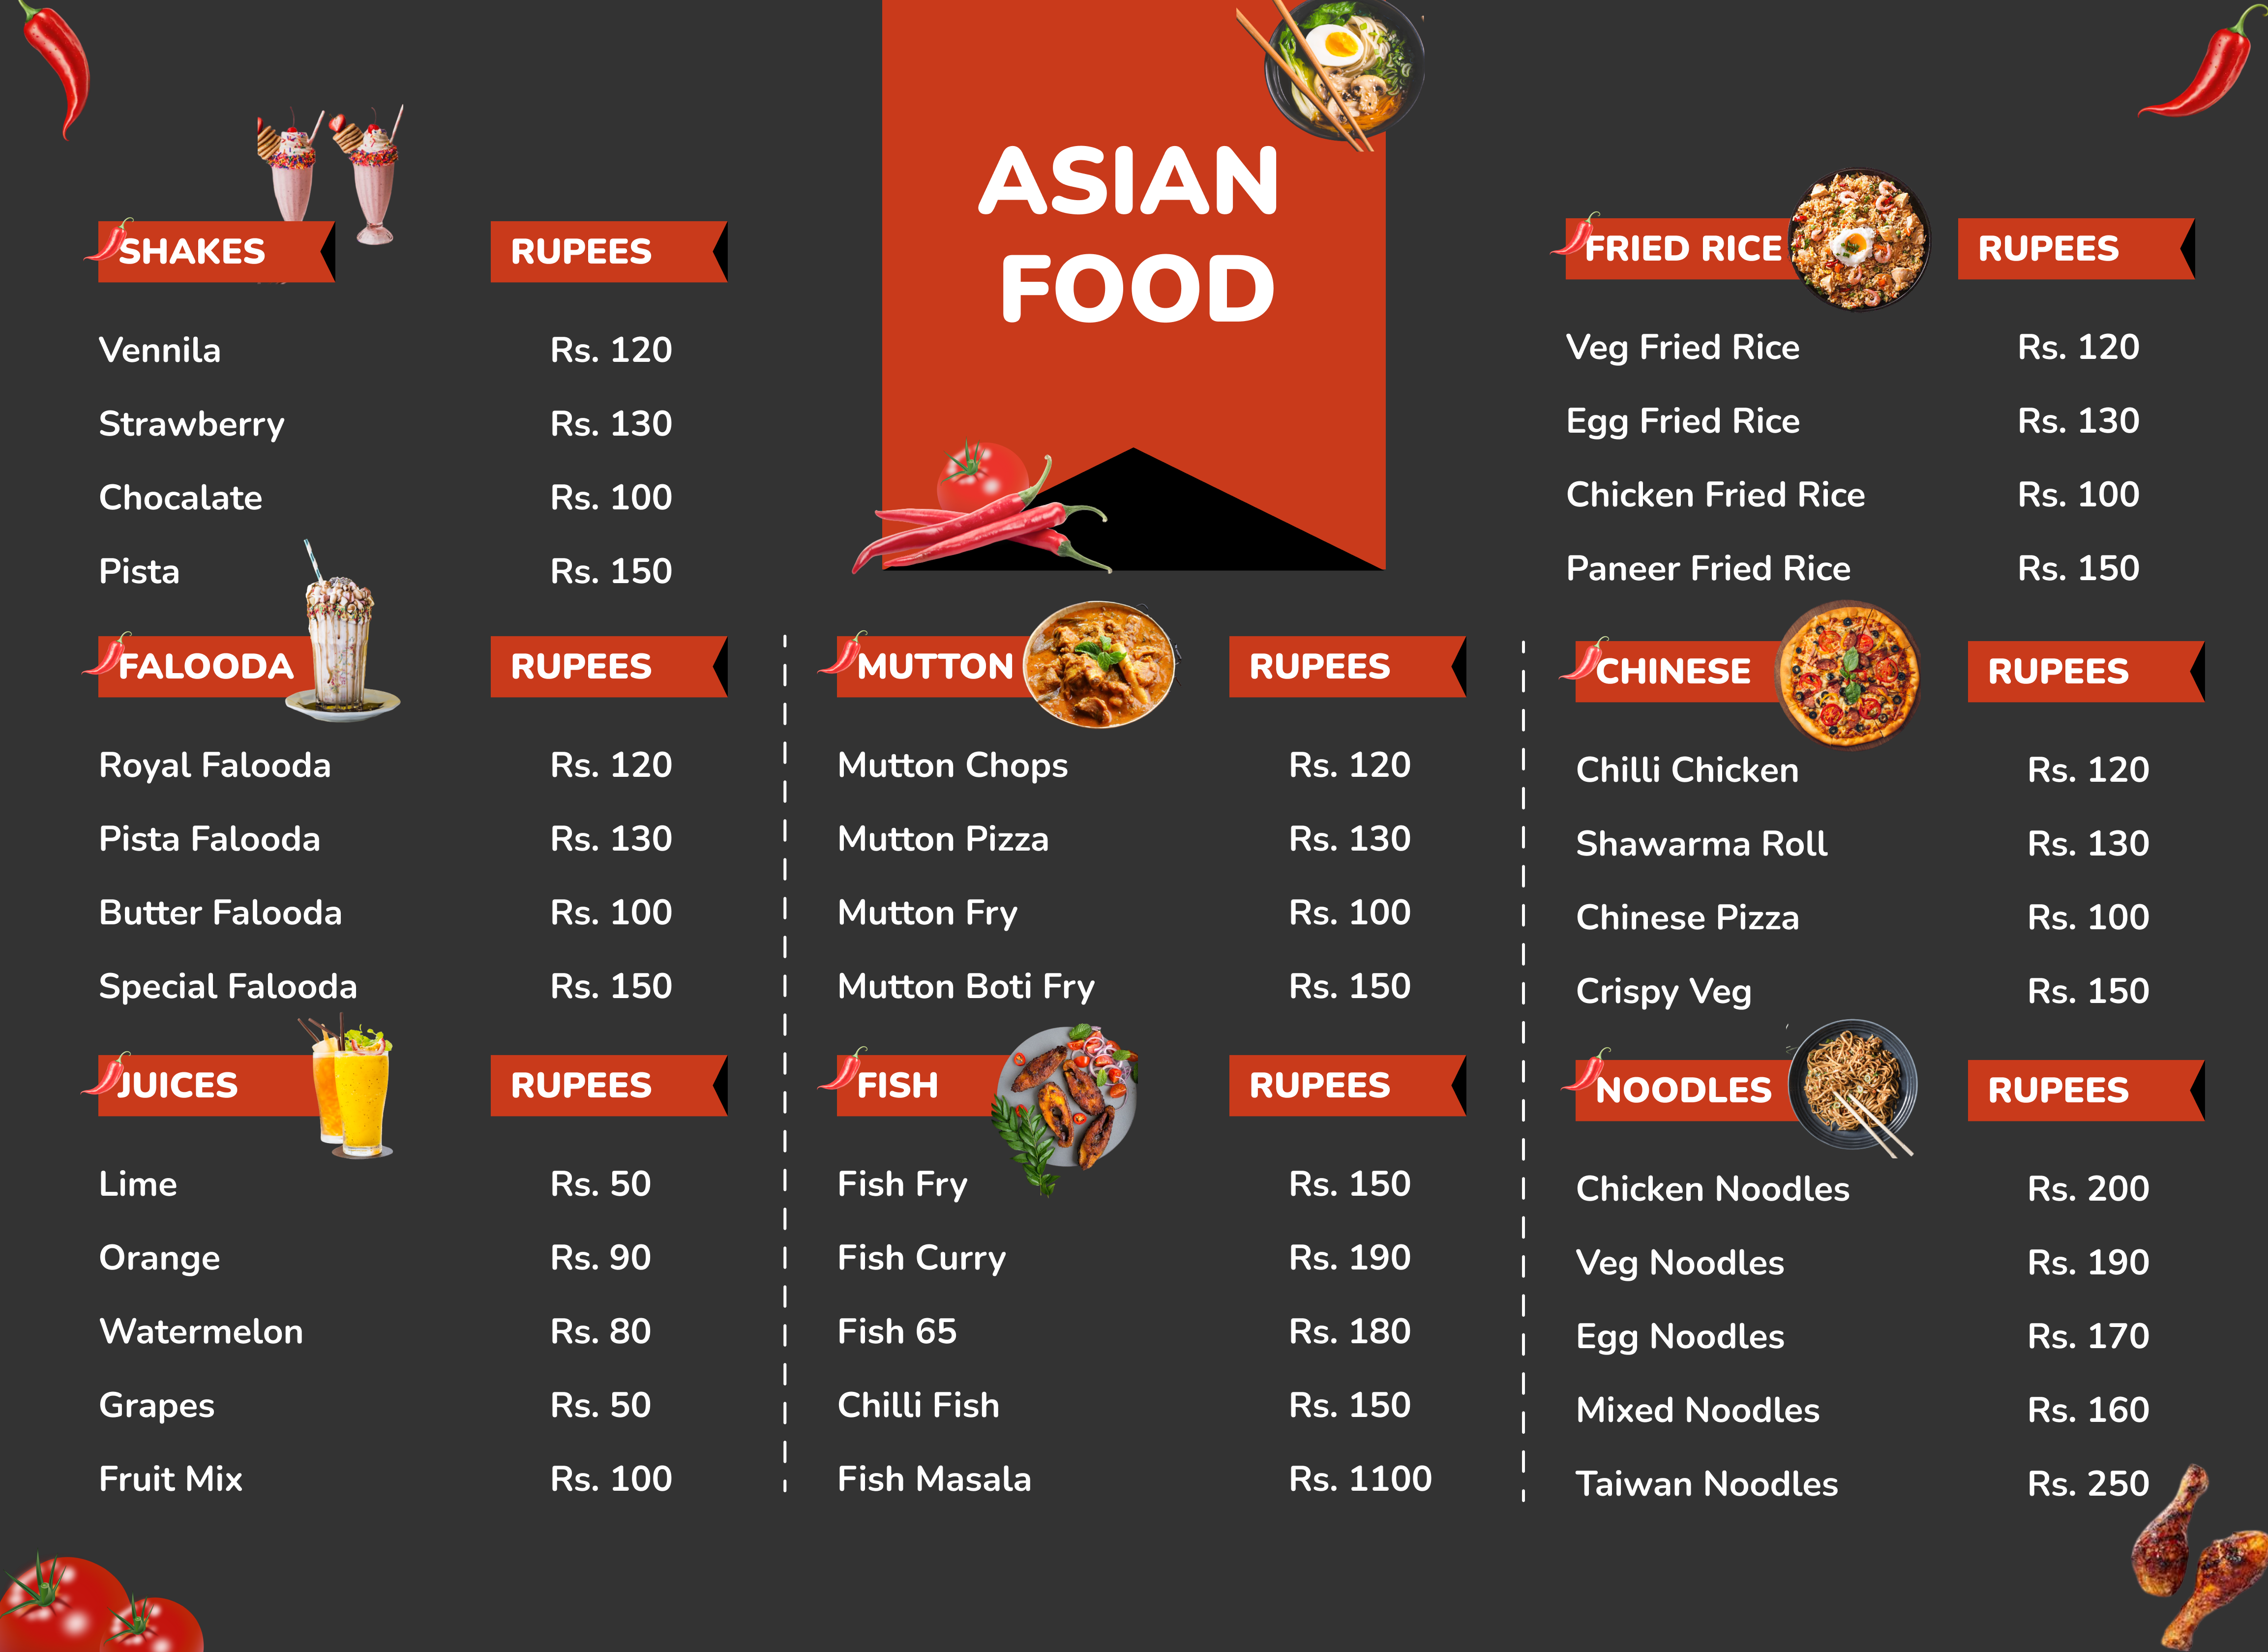 ASIAN
FOOD
SHAKES RUPEES
Vennila Rs. 120
Strawberry Rs. 130
Chocalate Rs. 100
Pista Rs. 150
FALOODA RUPEES
Royal Falooda Rs. 120
Pista Falooda Rs. 130
Butter Falooda Rs. 100
Special Falooda Rs. 150
JUICES RUPEES
Lime Rs. 50
Orange Rs. 90
Watermelon Rs. 80
Grapes Rs. 50
Fruit Mix Rs. 100
MUTTON RUPEES
Mutton Chops Rs. 120
Mutton Pizza Rs. 130
Mutton Fry Rs. 100
Mutton Boti Fry Rs. 150
FISH RUPEES
Fish Fry Rs. 150
Fish Curry Rs. 190
Fish 65 Rs. 180
Chilli Fish Rs. 150
Fish Masala Rs. 1100
FRIED RICE RUPEES
Veg Fried Rice Rs. 120
Egg Fried Rice Rs. 130
Chicken Fried Rice Rs. 100
Paneer Fried Rice Rs. 150
CHINESE RUPEES
Chilli Chicken Rs. 120
Shawarma Roll Rs. 130
Chinese Pizza Rs. 100
Crispy Veg Rs. 150
NOODLES RUPEES
Chicken Noodles Rs. 200
Veg Noodles Rs. 190
Egg Noodles Rs. 170
Mixed Noodles Rs. 160
Taiwan Noodles Rs. 250